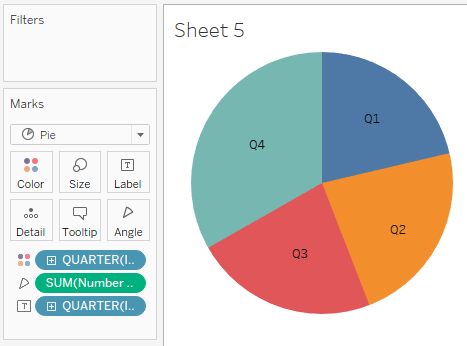 Filters
Marks
Pie
Color Size Label
Detail Tooltip Angle
QUARTER(I..
SUM(Number ..
QUARTER(I..
Sheet 5
Q1
Q4
Q2
Q3